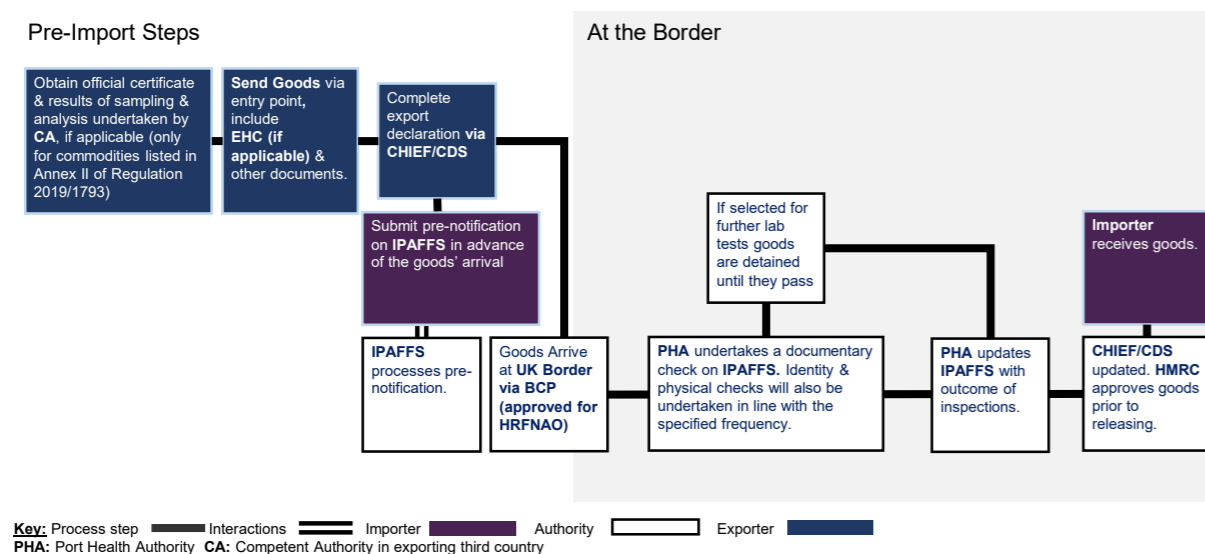 Pre-Import Steps
At the Border
Obtain official certificate
& results of sampling &
analysis undertaken by
CA, if applicable (only
for commodities listed in
Annex II of Regulation
2019/1793)
Send Goods via
entry point,
include
EHC (if
applicable) &
other documents.
Complete
export
declaration via
CHIEF/CDS
Submit pre-notification
on IPAFFS in advance
of the goods' arrival
IPAFFS
processes pre-
notification.
Goods Arrive
at UK Border
via BCP
(approved for
HRFNAO)
If selected for
further lab
tests goods
are detained
until they pass
PHA undertakes a documentary
check on IPAFFS. Identity &
physical checks will also be
undertaken in line with the
specified frequency.
PHA updates
IPAFFS with
outcome of
inspections.
Importer
receives goods.
CHIEF/CDS
updated. HMRC
approves goods
prior to
releasing.
Key: Process step Interactions Importer Authority Exporter
PHA: Port Health Authority CA: Competent Authority in exporting third country